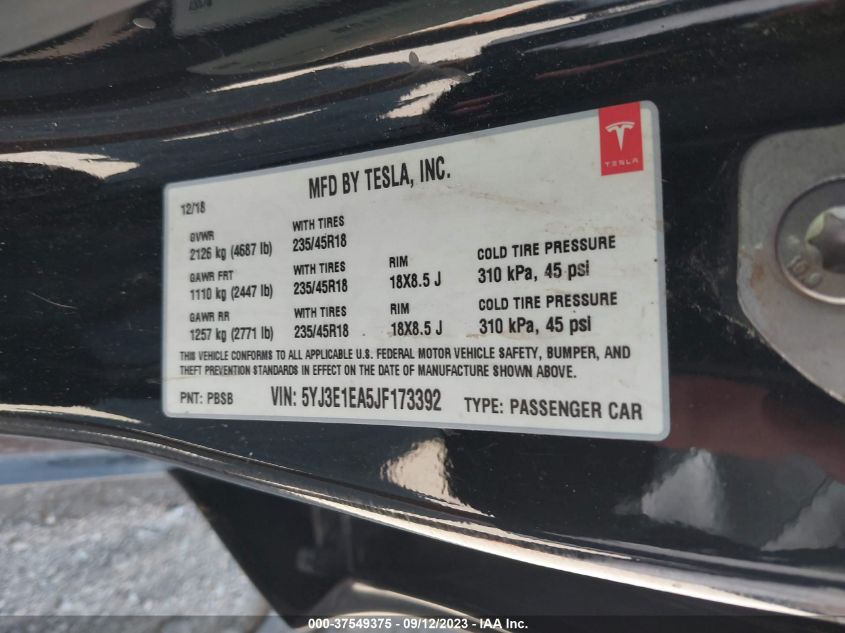 TESLA
MFD BY TESLA, INC.
12/18
GVWR
2126 kg (4687 lb)
WITH TIRES
235/45R18
GAWR FRT
1110 kg (2447 lb)
WITH TIRES
235/45R18
RIM
18X8.5 J
COLD TIRE PRESSURE
310 kPa, 45 psi
GAWR RR
1257 kg (2771 lb)
WITH TIRES
235/45R18
RIM
18X8.5 J
COLD TIRE PRESSURE
310 kPa, 45 psi
THIS VEHICLE CONFORMS TO ALL APPLICABLE U.S. FEDERAL MOTOR VEHICLE SAFETY, BUMPER, AND
THEFT PREVENTION STANDARDS IN EFFECT ON THE DATE OF MANUFACTURE SHOWN ABOVE.
PNT: PBSB
VIN: 5YJ3E1EA5JF173392
TYPE: PASSENGER CAR
000-37549375 - 09/12/2023 - IAA Inc.